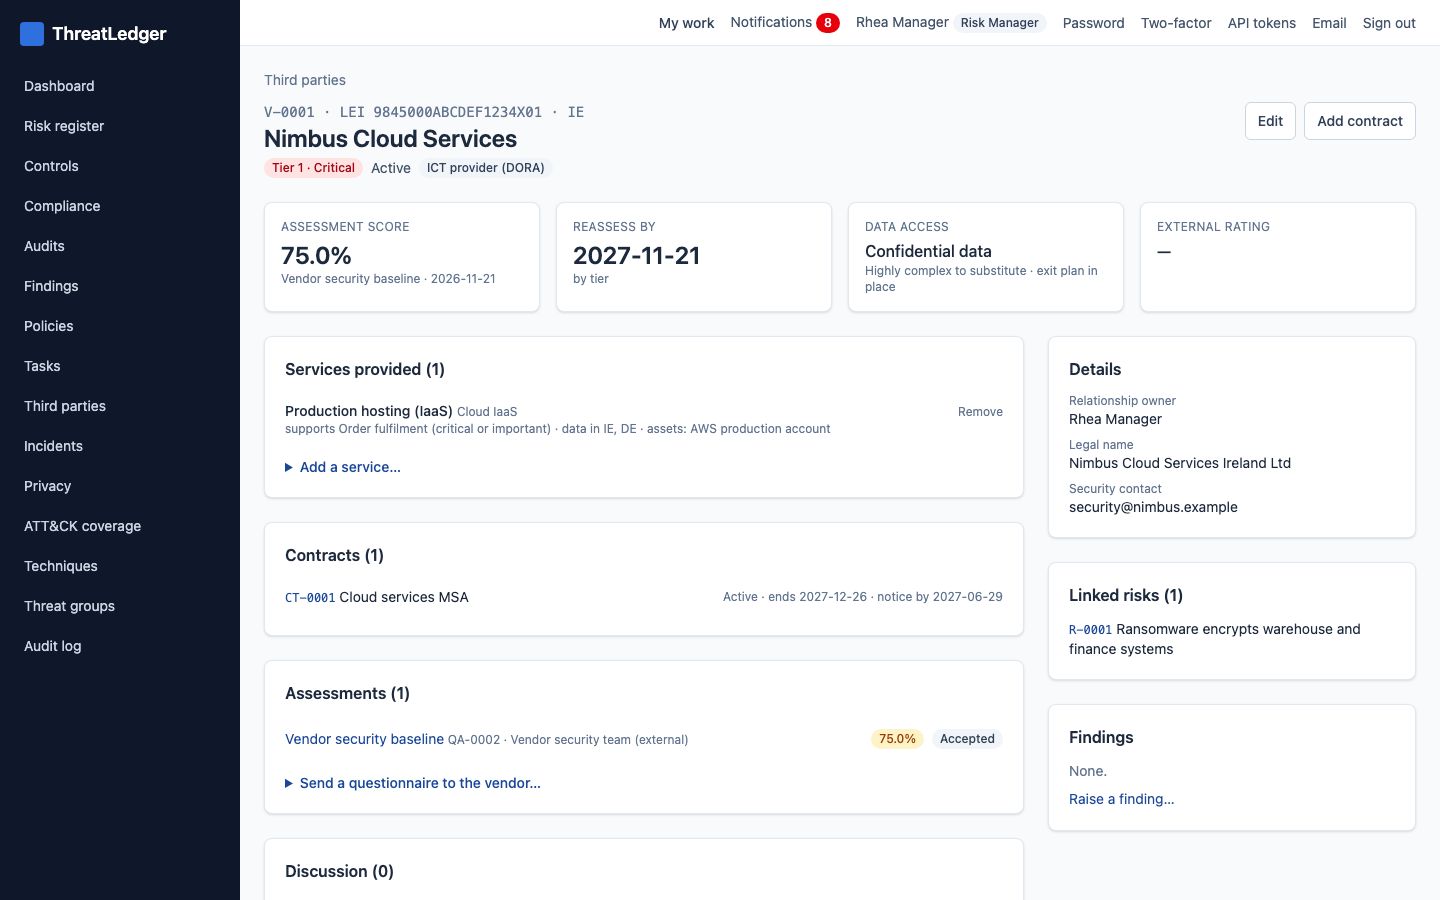 ThreatLedger
Dashboard
Risk register
Controls
Compliance
Audits
Findings
Policies
Tasks
Third parties
Incidents
Privacy
ATT&CK coverage
Techniques
Threat groups
Audit log
My work Notifications 8 Rhea Manager Risk Manager Password Two-factor API tokens Email Sign out
Third parties
V-0001 · LEI 9845000ABCDEF1234X01 · IE
Nimbus Cloud Services
Tier 1 · Critical Active ICT provider (DORA)
Edit Add contract
ASSESSMENT SCORE
75.0%
Vendor security baseline · 2026-11-21
REASSESS BY
2027-11-21
by tier
DATA ACCESS
Confidential data
Highly complex to substitute · exit plan in
place
EXTERNAL RATING
—
Services provided (1)
Production hosting (IaaS) Cloud IaaS Remove
supports Order fulfilment (critical or important) · data in IE, DE · assets: AWS production account
▶ Add a service...
Contracts (1)
CT-0001 Cloud services MSA Active · ends 2027-12-26 · notice by 2027-06-29
Assessments (1)
Vendor security baseline QA-0002 · Vendor security team (external) 75.0% Accepted
▶ Send a questionnaire to the vendor...
Discussion (0)
Details
Relationship owner
Rhea Manager
Legal name
Nimbus Cloud Services Ireland Ltd
Security contact
security@nimbus.example
Linked risks (1)
R-0001 Ransomware encrypts warehouse and
finance systems
Findings
None.
Raise a finding...